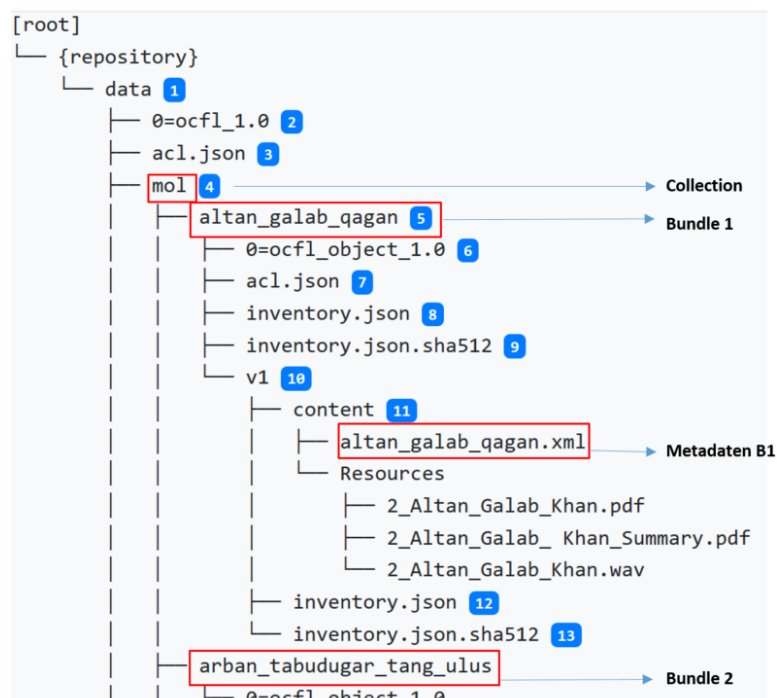 [root]
{repository}
data 1
0=ocfl_1.0 2
acl.json 3
mol 4 Collection
altan_galab_qagan 5 Bundle 1
0=ocfl_object_1.0 6
acl.json 7
inventory.json 8
inventory.json.sha512 9
v1 10
content 11
altan_galab_qagan.xml Metadaten B1
Resources
2_Altan_Galab_Khan.pdf
2_Altan_Galab_ Khan_Summary.pdf
2_Altan_Galab_Khan.wav
inventory.json 12
inventory.json.sha512 13
arban_tabudugar_tang_ulus Bundle 2
0=ocfl_object_1.0